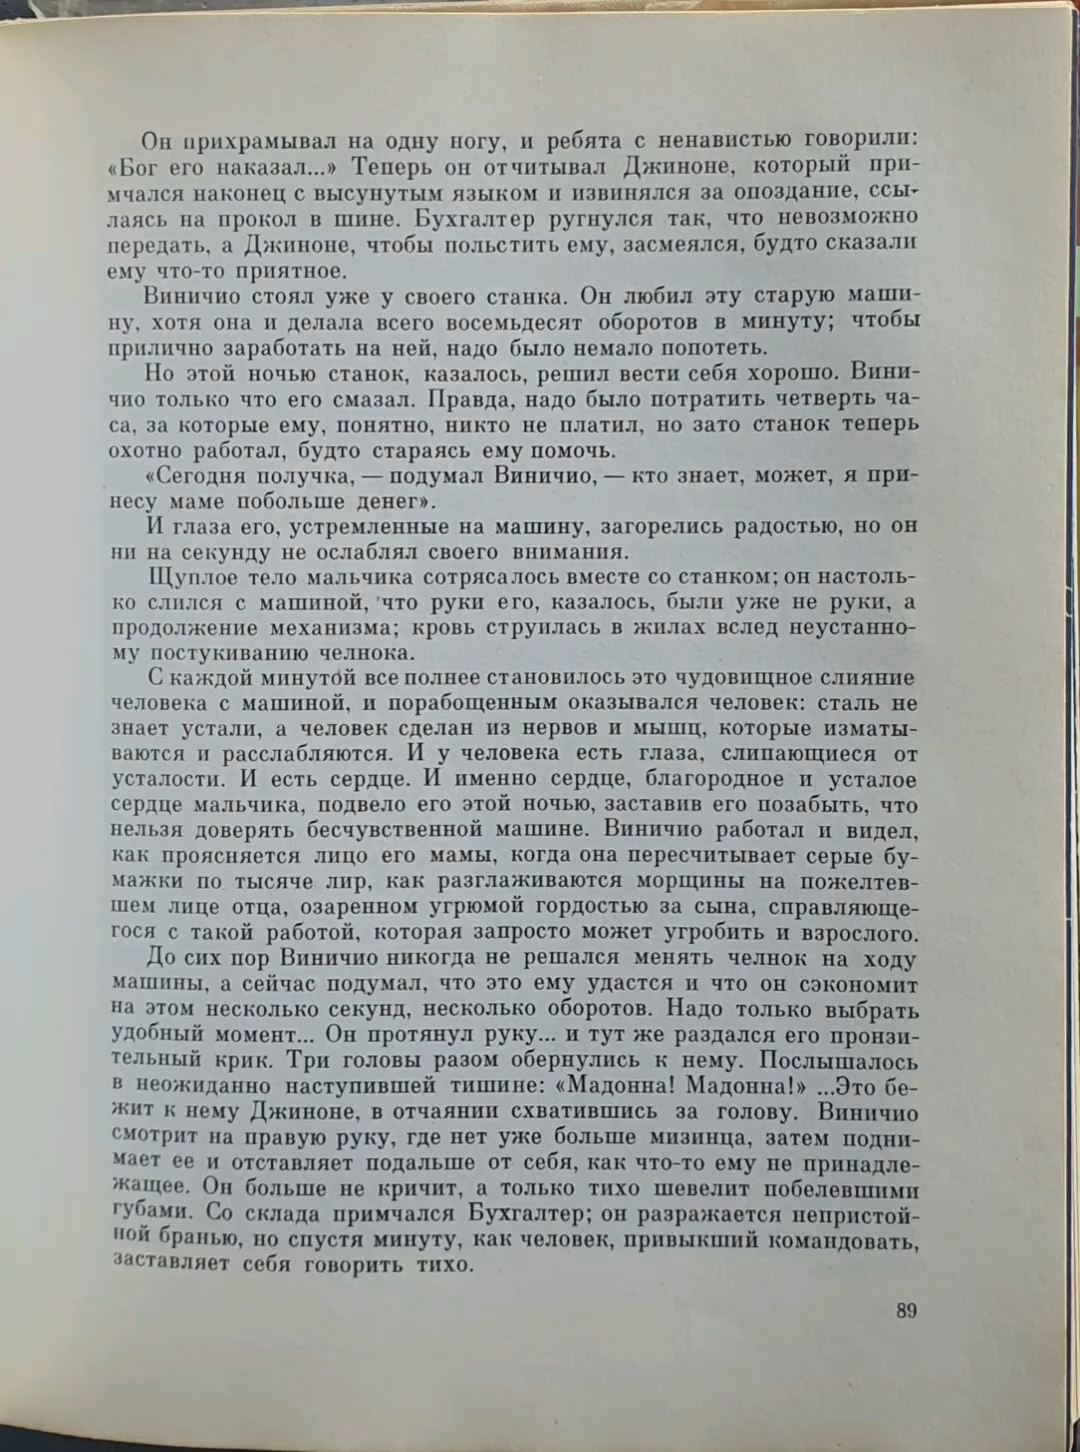 Он прихрамывал на одну ногу, и ребята с ненавистью говорили:
«Бог его наказал...» Теперь он отчитывал Джиноне, который при-
мчался наконец с высунутым языком и извинялся за опоздание, ссы-
лаясь на прокол в шине. Бухгалтер ругнулся так, что невозможно
передать, а Джиноне, чтобы польстить ему, засмеялся, будто сказали
ему что-то приятное.
Виничио стоял уже у своего станка. Он любил эту старую маши-
ну, хотя она и делала всего восемьдесят оборотов в минуту; чтобы
прилично заработать на ней, надо было немало попотеть.
Но этой ночью станок, казалось, решил вести себя хорошо. Вини-
чио только что его смазал. Правда, надо было потратить четверть ча-
са, за которые ему, понятно, никто не платил, но зато станок теперь
охотно работал, будто стараясь ему помочь.
«Сегодня получка, — подумал Виничио, — кто знает, может, я при-
несу маме побольше денег».
И глаза его, устремленные на машину, загорелись радостью, но он
ни на секунду не ослаблял своего внимания.
Щуплое тело мальчика сотрясалось вместе со станком; он настоль-
ко слился с машиной, что руки его, казалось, были уже не руки, а
продолжение механизма; кровь струилась в жилах вслед неустанно-
му постукиванию челнока.
С каждой минутой все полнее становилось это чудовищное слияние
человека с машиной, и порабощенным оказывался человек: сталь не
знает устали, а человек сделан из нервов и мышц, которые изматы-
ваются и расслабляются. И у человека есть глаза, слипающиеся от
усталости. И есть сердце. И именно сердце, благородное и усталое
сердце мальчика, подвело его этой ночью, заставив его позабыть, что
нельзя доверять бесчувственной машине. Виничио работал и видел,
как проясняется лицо его мамы, когда она пересчитывает серые бу-
мажки по тысяче лир, как разглаживаются морщины на пожелтев-
шем лице отца, озаренном угрюмой гордостью за сына, справляюще-
гося с такой работой, которая запросто может угробить и взрослого.
До сих пор Виничио никогда не решался менять челнок на ходу
машины, а сейчас подумал, что это ему удастся и что он сэкономит
на этом несколько секунд, несколько оборотов. Надо только выбрать
удобный момент... Он протянул руку... и тут же раздался его пронзи-
тельный крик. Три головы разом обернулись к нему. Послышалось
в неожиданно наступившей тишине: «Мадонна! Мадонна!» ...Это бе-
жит к нему Джиноне, в отчаянии схватившись за голову. Виничио
смотрит на правую руку, где нет уже больше мизинца, затем подни-
мает ее и отставляет подальше от себя, как что-то ему не принадле-
жащее. Он больше не кричит, а только тихо шевелит побелевшими
губами. Со склада примчался Бухгалтер; он разражается непристой-
ной бранью, но спустя минуту, как человек, привыкший командовать,
заставляет себя говорить тихо.
89